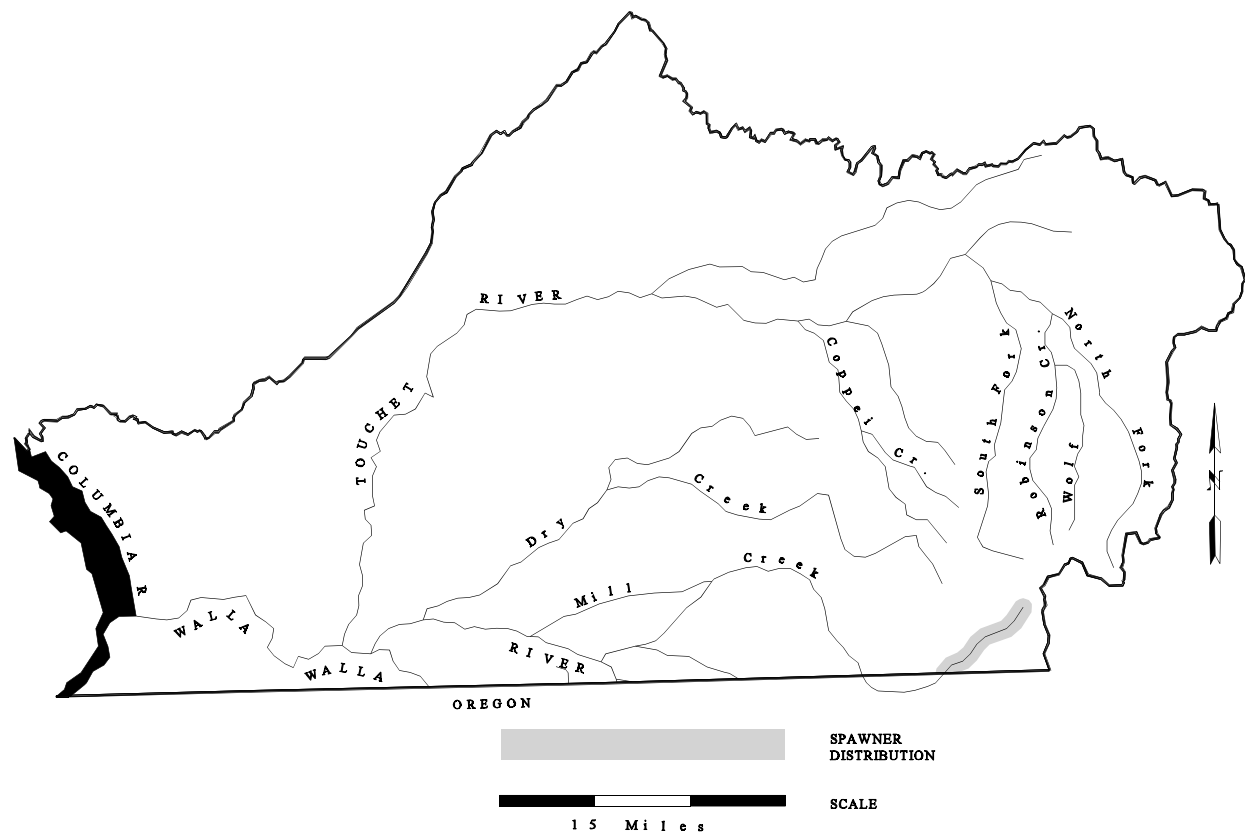 RIVER
North
Fork
South Fork
Robinson Cr.
Wolf
Coppei Cr.
TOUCHET
COLUMBIA R
Dry Creek
Creek
Mill
WALLA
RIVER
WALLA
OREGON
N
SPAWNER
DISTRIBUTION
SCALE
15 Miles